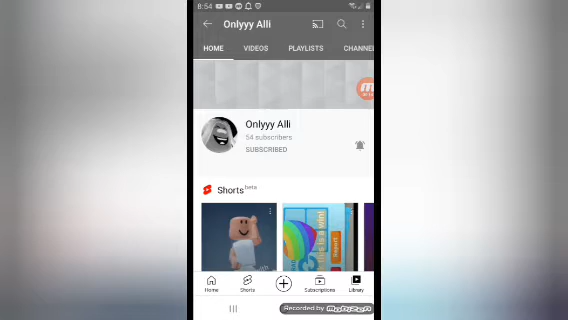 8:54
Onlyyy Alli
HOME VIDEOS PLAYLISTS CHANNE
Onlyyy Alli
54 subscribers
SUBSCRIBED
Shorts beta
Home Shorts Subscriptions Library
Recorded by